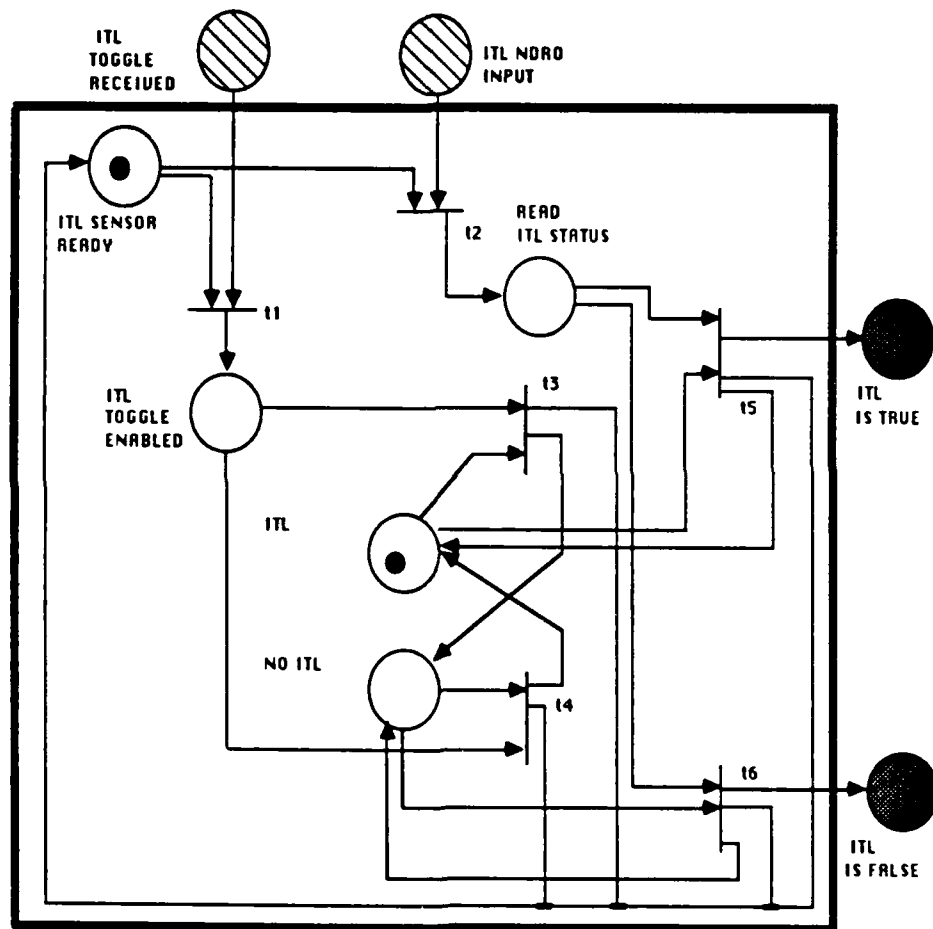 ITL
TOGGLE
RECEIVED
ITL NDRO
INPUT
ITL SENSOR
READY
t2
READ
ITL STATUS
t1
ITL
TOGGLE
ENABLED
t3
t5
ITL
IS TRUE
ITL
NO ITL
t4
t6
ITL
IS FALSE